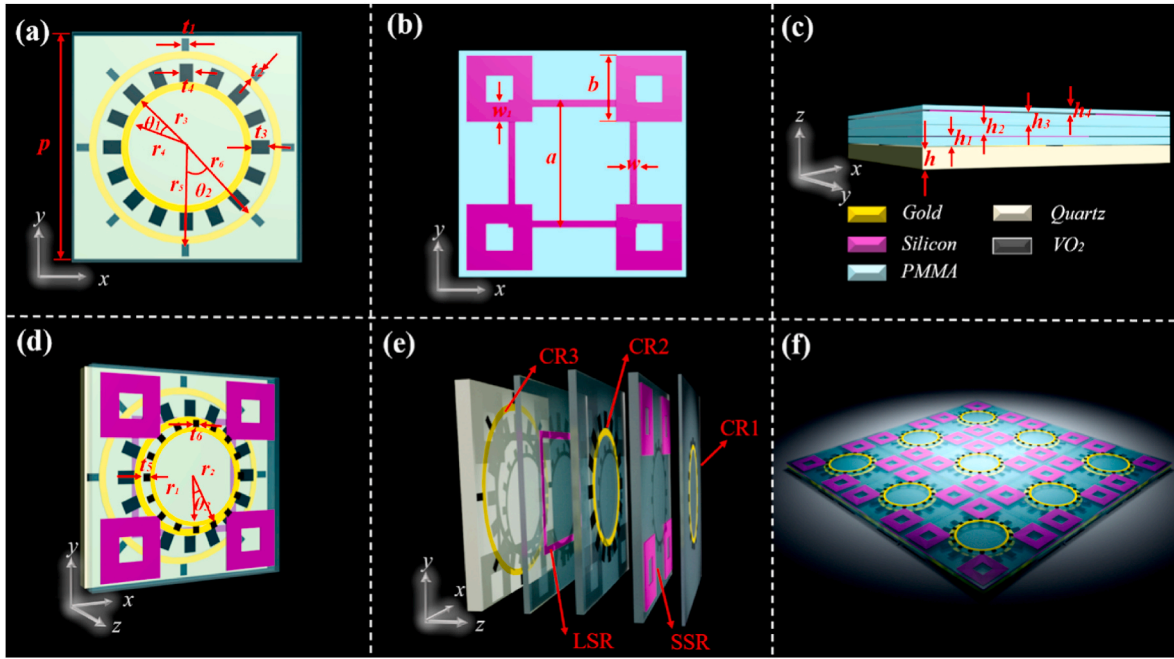 (a)
t₁
t₂
t₄
p
θ₁
r₃
t₃
r₄
r₆
r₅
θ₂
y
x
(b)
b
w₁
a
w
y
x
(c)
z
x
y
h
h₁
h₂
h₃
h₄
Gold
Quartz
Silicon
VO₂
PMMA
(d)
t₆
t₅
r₂
r₁
y
x
z
(e)
CR3
CR2
CR1
LSR
SSR
y
x
z
(f)